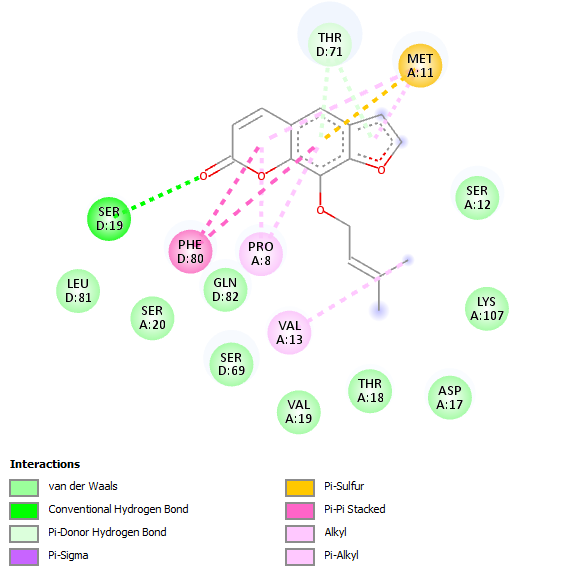 THR
D:71
MET
A:11
O
O
O
O
SER
A:12
SER
D:19
PHE
D:80
PRO
A:8
LEU
D:81
GLN
D:82
SER
A:20
LYS
A:107
VAL
A:13
SER
D:69
THR
A:18
ASP
A:17
VAL
A:19
Interactions
van der Waals
Conventional Hydrogen Bond
Pi-Donor Hydrogen Bond
Pi-Sigma
Pi-Sulfur
Pi-Pi Stacked
Alkyl
Pi-Alkyl